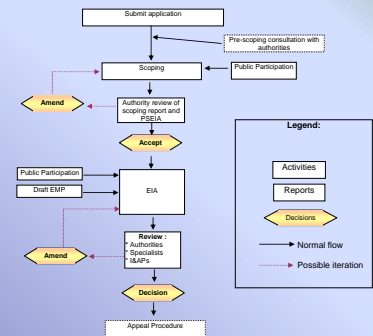 Submit application
Pre-scoping consultation with
authorities
Scoping
Public Participation
Amend
Authority review of
scoping report and
PSEIA
Accept
Public Participation
Draft EMP
EIA
Review :
* Authorities
* Specialists
* I&APs
Amend
Decision
Appeal Procedure
Legend:
Activities
Reports
Decisions
Normal flow
Possible iteration